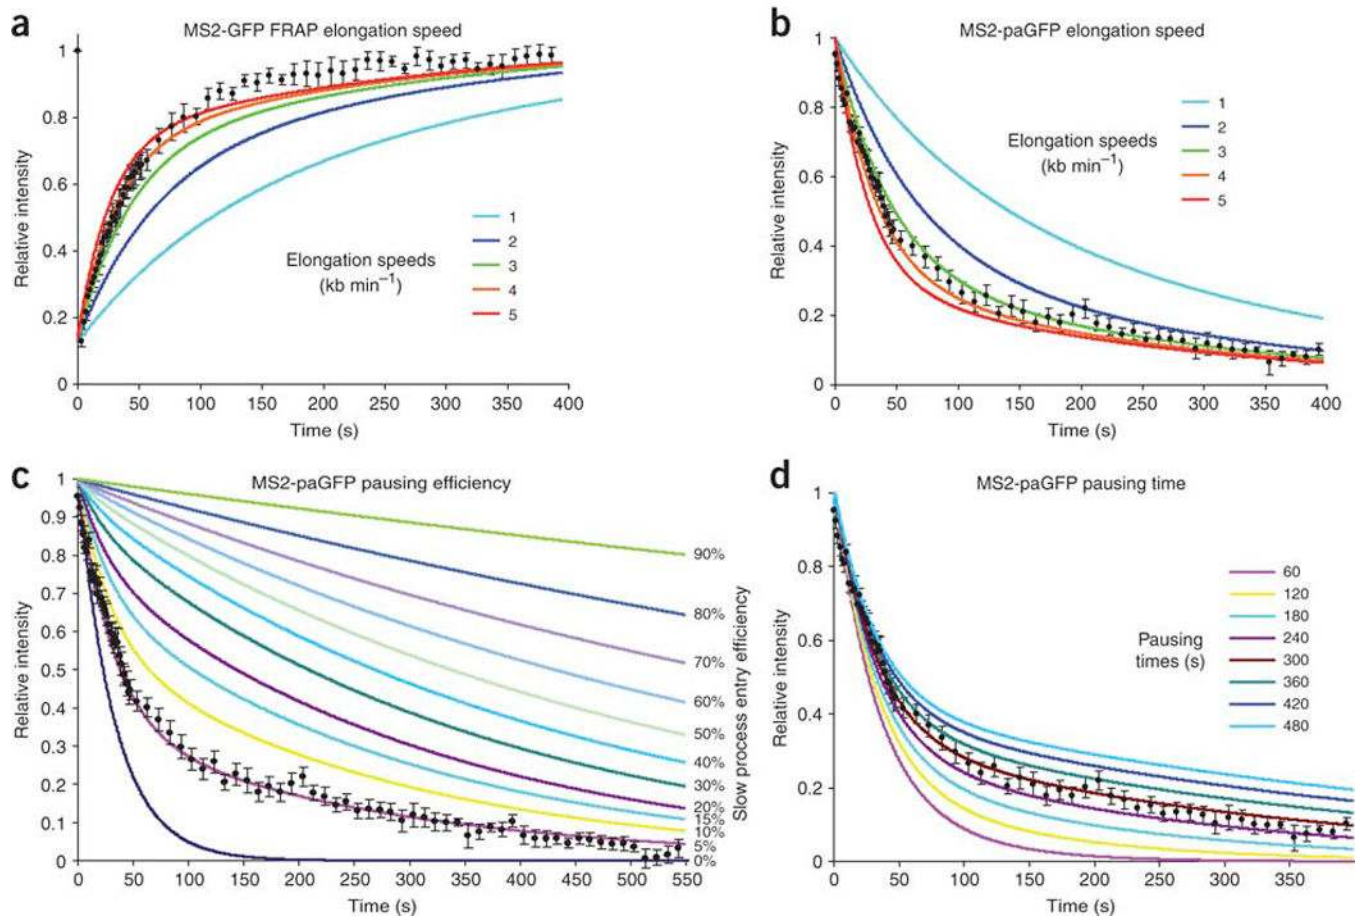 a
MS2-GFP FRAP elongation speed
1
0.8
0.6
0.4
0.2
0
Relative intensity
1
2
3
4
5
Elongation speeds
(kb min⁻¹)
0 50 100 150 200 250 300 350 400
Time (s)
b
MS2-paGFP elongation speed
1
0.8
0.6
0.4
0.2
0
Relative intensity
1
2
3
4
5
Elongation speeds
(kb min⁻¹)
0 50 100 150 200 250 300 350 400
Time (s)
c
MS2-paGFP pausing efficiency
1
0.9
0.8
0.7
0.6
0.5
0.4
0.3
0.2
0.1
0
Relative intensity
90%
80%
70%
60%
50%
40%
30%
20%
15%
10%
5%
0%
Slow process entry efficiency
0 50 100 150 200 250 300 350 400 450 500 550
Time (s)
d
MS2-paGFP pausing time
1
0.8
0.6
0.4
0.2
0
Relative intensity
60
120
180
240
300
360
420
480
Pausing
times (s)
0 50 100 150 200 250 300 350
Time (s)